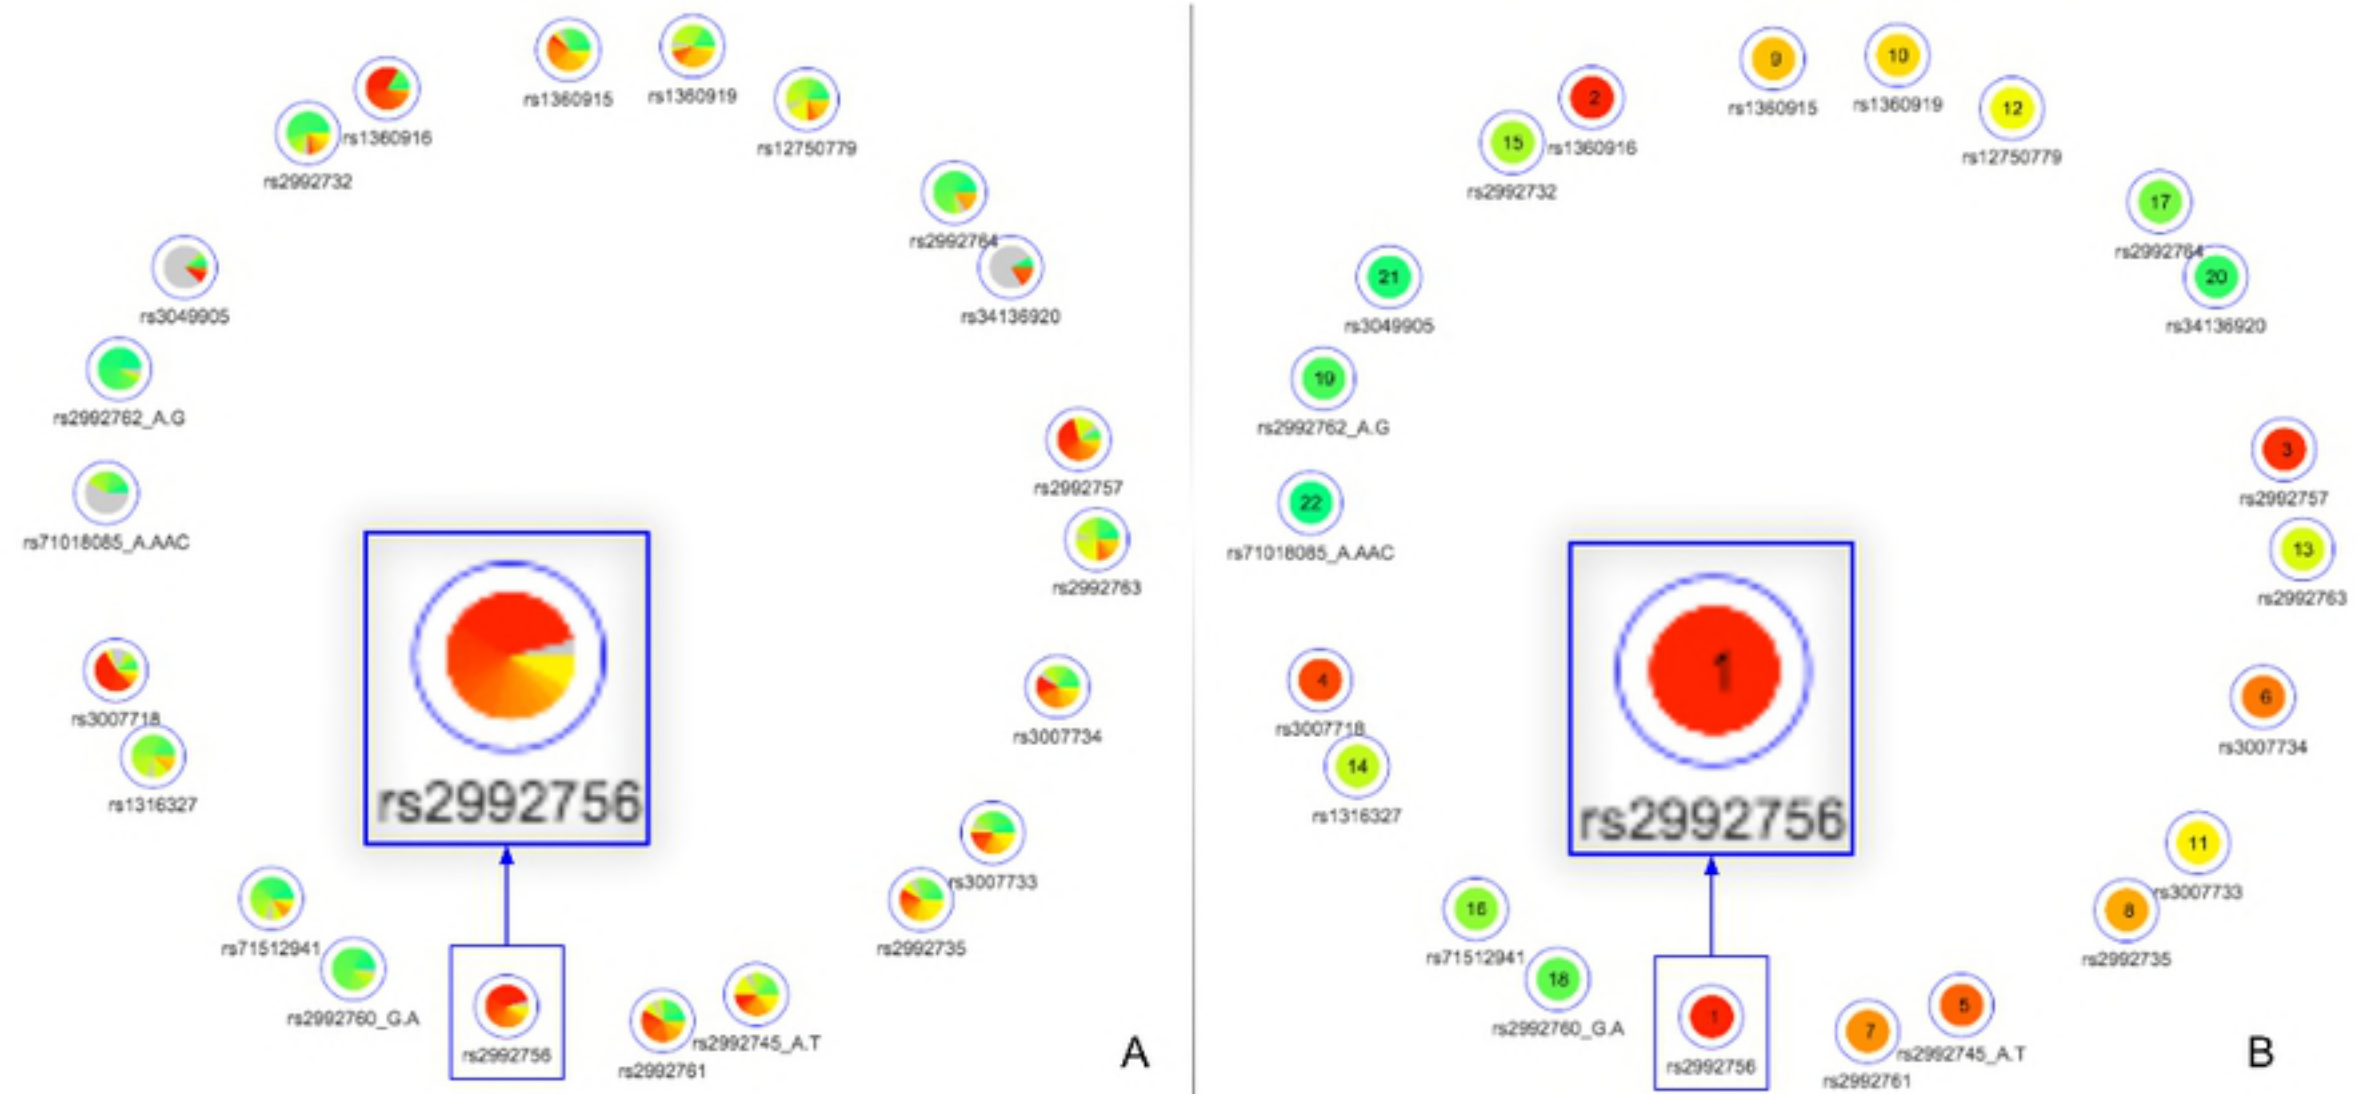 rs1360915
rs1360919
rs1360916
rs12750779
rs2992732
rs2992764
rs3049905
rs34136920
rs2992762_A.G
rs2992757
rs71018085_A.AAC
rs2992763
rs3007718
rs3007734
rs1316327
rs2992756
rs3007733
rs71512941
rs2992735
rs2992760_G.A
rs2992756
rs2992745_A.T
rs2992761
A
9
rs1360915
10
rs1360919
2
rs1360916
12
rs12750779
15
rs2992732
17
rs2992764
21
rs3049905
20
rs34136920
19
rs2992762_A.G
3
rs2992757
22
rs71018085_A.AAC
13
rs2992763
4
rs3007718
6
rs3007734
14
rs1316327
1
rs2992756
11
rs3007733
16
rs71512941
8
rs2992735
18
rs2992760_G.A
1
rs2992756
5
rs2992745_A.T
7
rs2992761
B